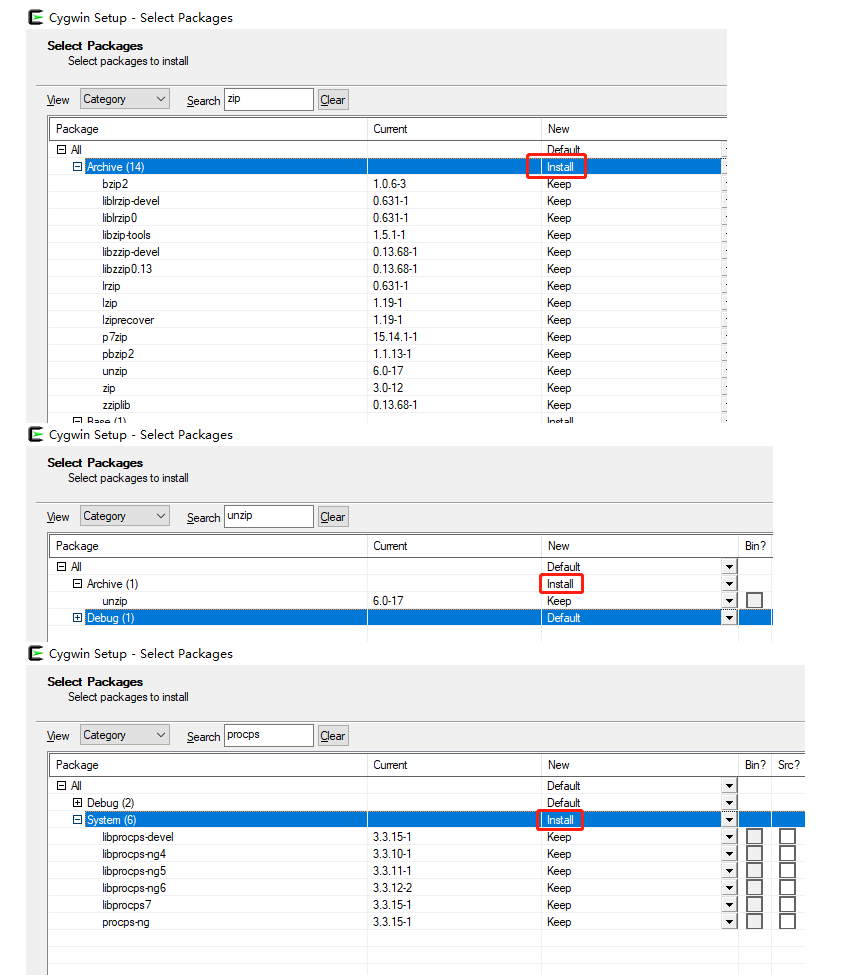 Cygwin Setup - Select Packages
Select Packages
Select packages to install
View Category Search zip Clear
Package Current New
All Default
Archive (14) Install
bzip2 1.0.6-3 Keep
liblrzip-devel 0.631-1 Keep
liblrzip0 0.631-1 Keep
libzip-tools 1.5.1-1 Keep
libzzip-devel 0.13.68-1 Keep
libzzip0.13 0.13.68-1 Keep
lrzip 0.631-1 Keep
lzip 1.19-1 Keep
lziprecover 1.19-1 Keep
p7zip 15.14.1-1 Keep
pbzip2 1.1.13-1 Keep
unzip 6.0-17 Keep
zip 3.0-12 Keep
zziplib 0.13.68-1 Keep
Base (1) Install
Cygwin Setup - Select Packages
Select Packages
Select packages to install
View Category Search unzip Clear
Package Current New Bin?
All Default
Archive (1) Install
unzip 6.0-17 Keep
Debug (1) Default
Cygwin Setup - Select Packages
Select Packages
Select packages to install
View Category Search procps Clear
Package Current New Bin? Src?
All Default
Debug (2) Default
System (6) Install
libprocps-devel 3.3.15-1 Keep
libprocps-ng4 3.3.10-1 Keep
libprocps-ng5 3.3.11-1 Keep
libprocps-ng6 3.3.12-2 Keep
libprocps7 3.3.15-1 Keep
procps-ng 3.3.15-1 Keep